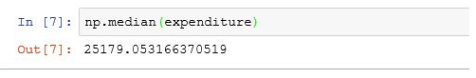 In [7]: np.median(expenditure)
Out[7]: 25179.053166370519